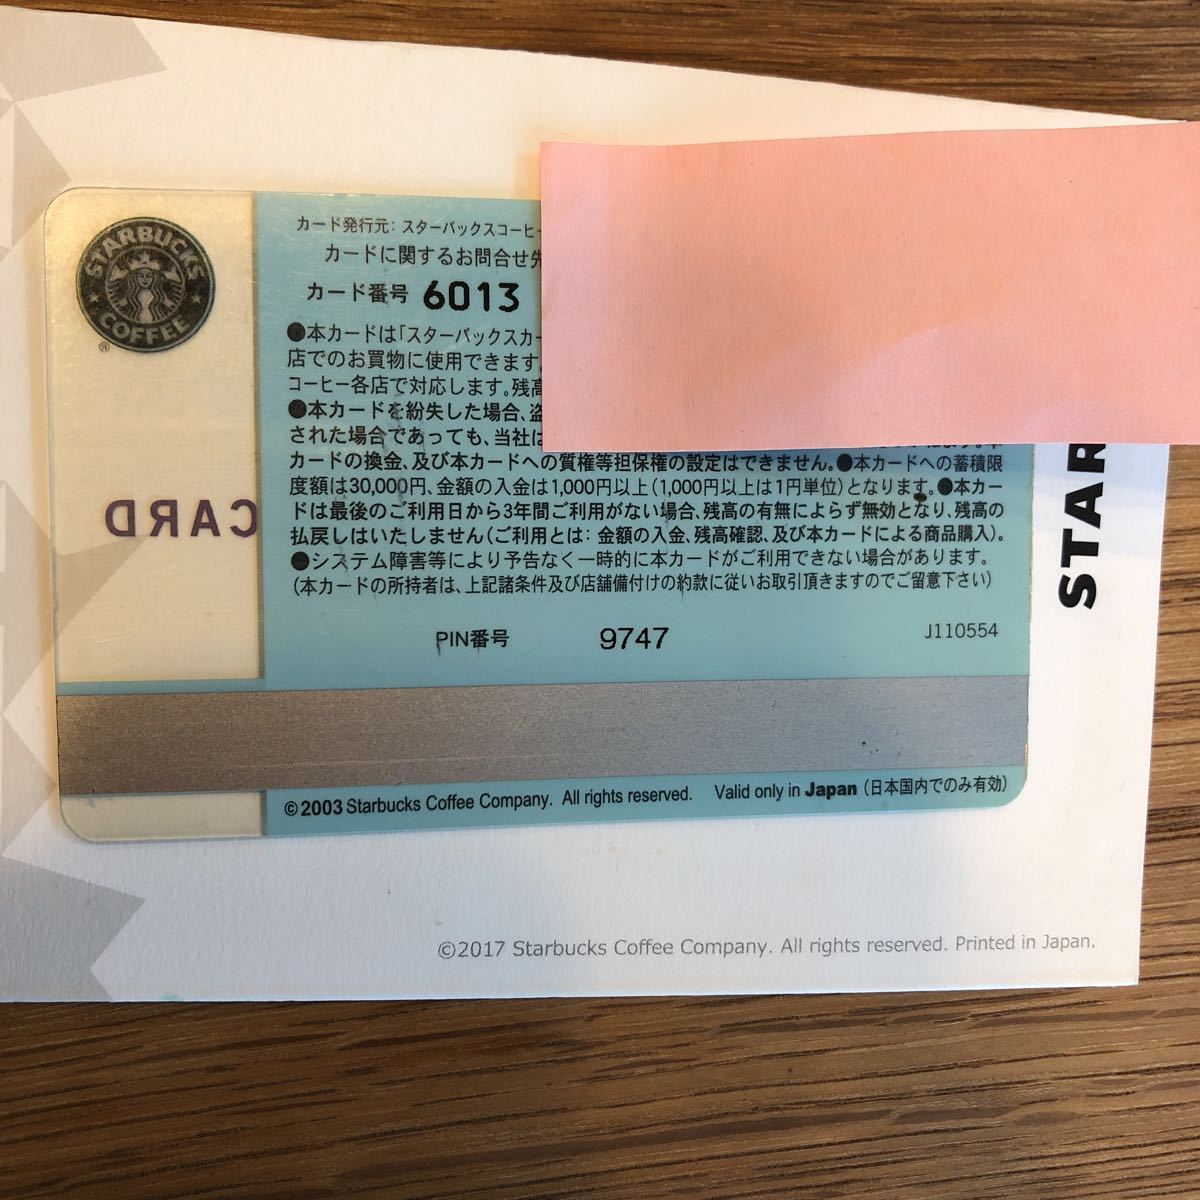 STARBUCKS
COFFEE
®
CARD
カード発行元: スターバックスコーヒー
カードに関するお問合せ先
カード番号 6013
●本カードは「スターバックスカー
店でのお買物に使用できます。
コーヒー各店で対応します。残高
●本カードを紛失した場合、盗
された場合であっても、当社は
カードの換金、及び本カードへの質権等担保権の設定はできません。●本カードへの蓄積限
度額は30,000円、金額の入金は1,000円以上(1,000円以上は1円単位)となります。●本カー
ドは最後のご利用日から3年間ご利用がない場合、残高の有無によらず無効となり、残高の
払戻しはいたしません(ご利用とは: 金額の入金、残高確認、及び本カードによる商品購入)。
●システム障害等により予告なく一時的に本カードがご利用できない場合があります。
(本カードの所持者は、上記諸条件及び店舗備付けの約款に従いお取引頂きますのでご留意下さい)
PIN番号 9747 J110554
©2003 Starbucks Coffee Company. All rights reserved. Valid only in Japan (日本国内でのみ有効)
STAR
©2017 Starbucks Coffee Company. All rights reserved. Printed in Japan.